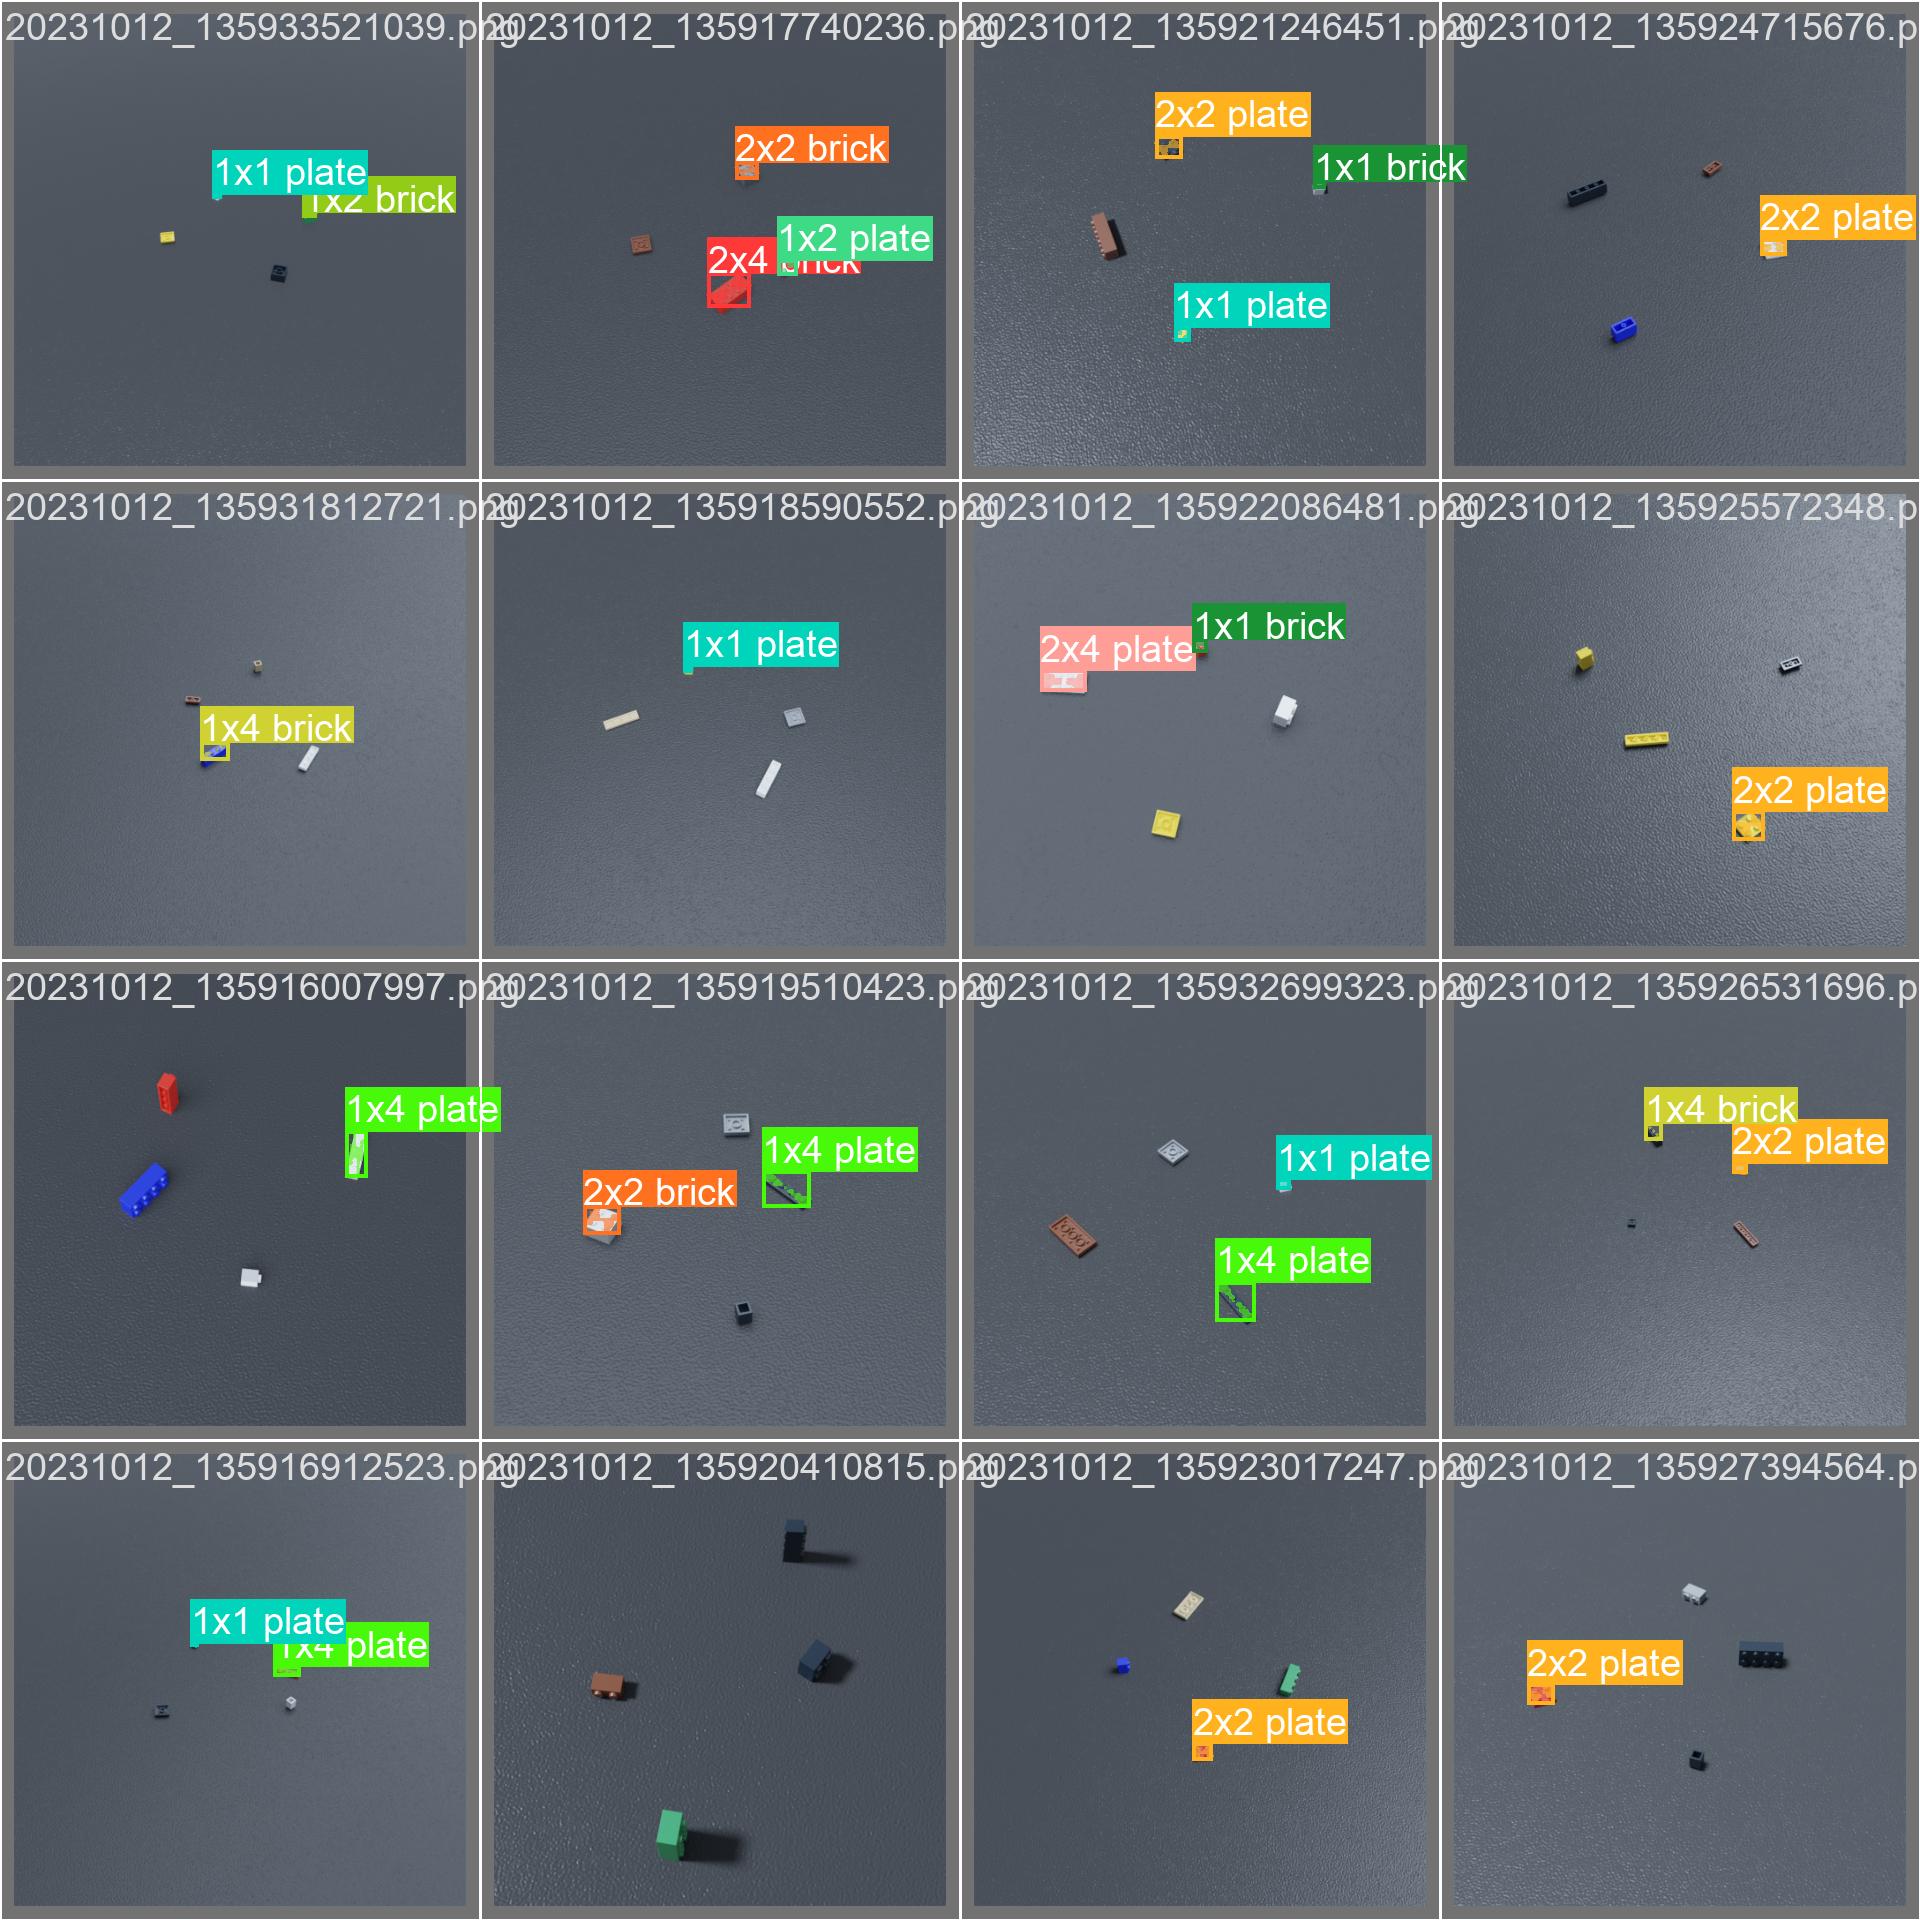 20231012_135933521039.png
20231012_135917740236.png
20231012_135921246451.png
20231012_135924715676.p
2x2 plate
2x2 brick
1x1 brick
1x1 plate
1x2 brick
2x2 plate
1x2 plate
2x4 brick
1x1 plate
20231012_135931812721.png
20231012_135918590552.png
20231012_135922086481.png
20231012_135925572348.p
1x1 brick
1x1 plate
2x4 plate
1x4 brick
2x2 plate
20231012_135916007997.png
20231012_135919510423.png
20231012_135932699323.png
20231012_135926531696.p
1x4 plate
1x4 brick
2x2 plate
1x4 plate
1x1 plate
2x2 brick
1x4 plate
20231012_135916912523.png
20231012_135920410815.png
20231012_135923017247.png
20231012_135927394564.p
1x1 plate
1x4 plate
2x2 plate
2x2 plate